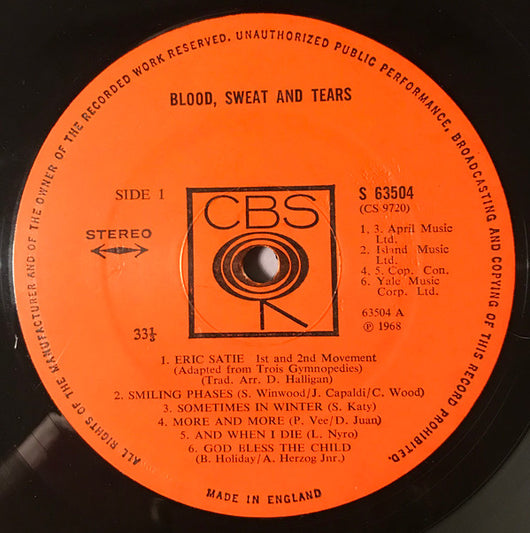 ALL RIGHTS OF THE MANUFACTURER AND OF THE OWNER OF THE RECORDED WORK RESERVED. UNAUTHORIZED PUBLIC PERFORMANCE, BROADCASTING AND COPYING OF THIS RECORD PROHIBITED.
BLOOD, SWEAT AND TEARS
SIDE 1
STEREO
33⅓
CBS
S 63504
(CS 9720)
1. 3. April Music
Ltd.
2. Island Music
Ltd.
4. 5. Cop. Con.
6. Yale Music
Corp. Ltd.
63504 A
℗ 1968
1. ERIC SATIE 1st and 2nd Movement
(Adapted from Trois Gymnopedies)
(Trad. Arr. D. Halligan)
2. SMILING PHASES (S. Winwood/J. Capaldi/C. Wood)
3. SOMETIMES IN WINTER (S. Katy)
4. MORE AND MORE (P. Vee/D. Juan)
5. AND WHEN I DIE (L. Nyro)
6. GOD BLESS THE CHILD
(B. Holiday/A. Herzog Jnr.)
MADE IN ENGLAND